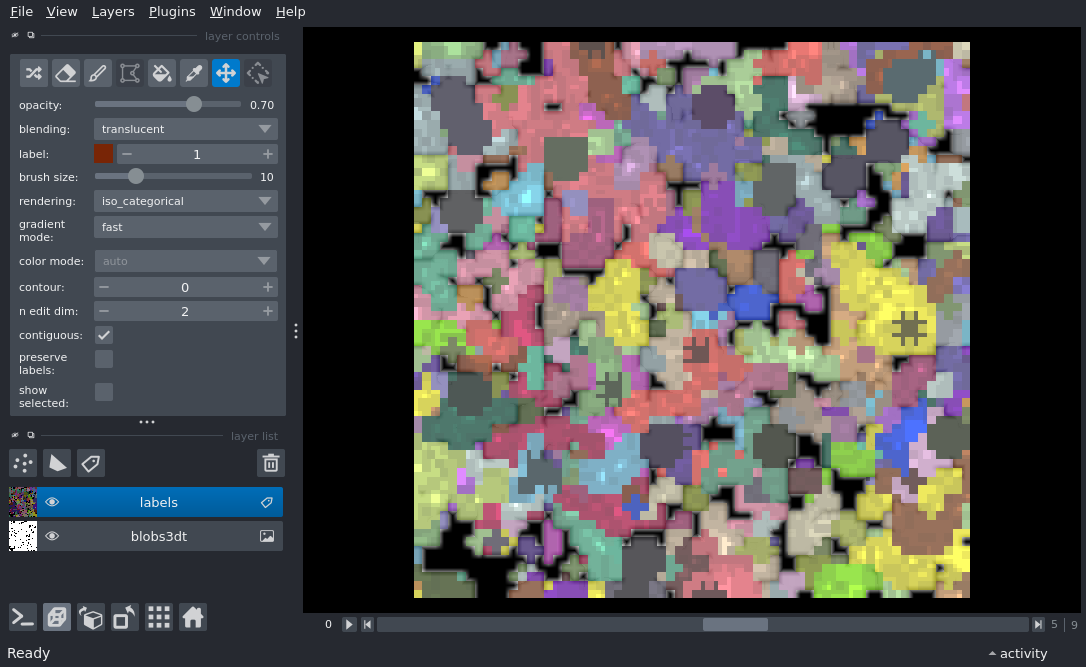 File View Layers Plugins Window Help
layer controls
opacity: 0.70
blending: translucent
label: 1
brush size: 10
rendering: iso_categorical
gradient
mode: fast
color mode: auto
contour: 0
n edit dim: 2
contiguous:
preserve
labels:
show
selected:
layer list
labels
blobs3dt
0 5 | 9
Ready activity